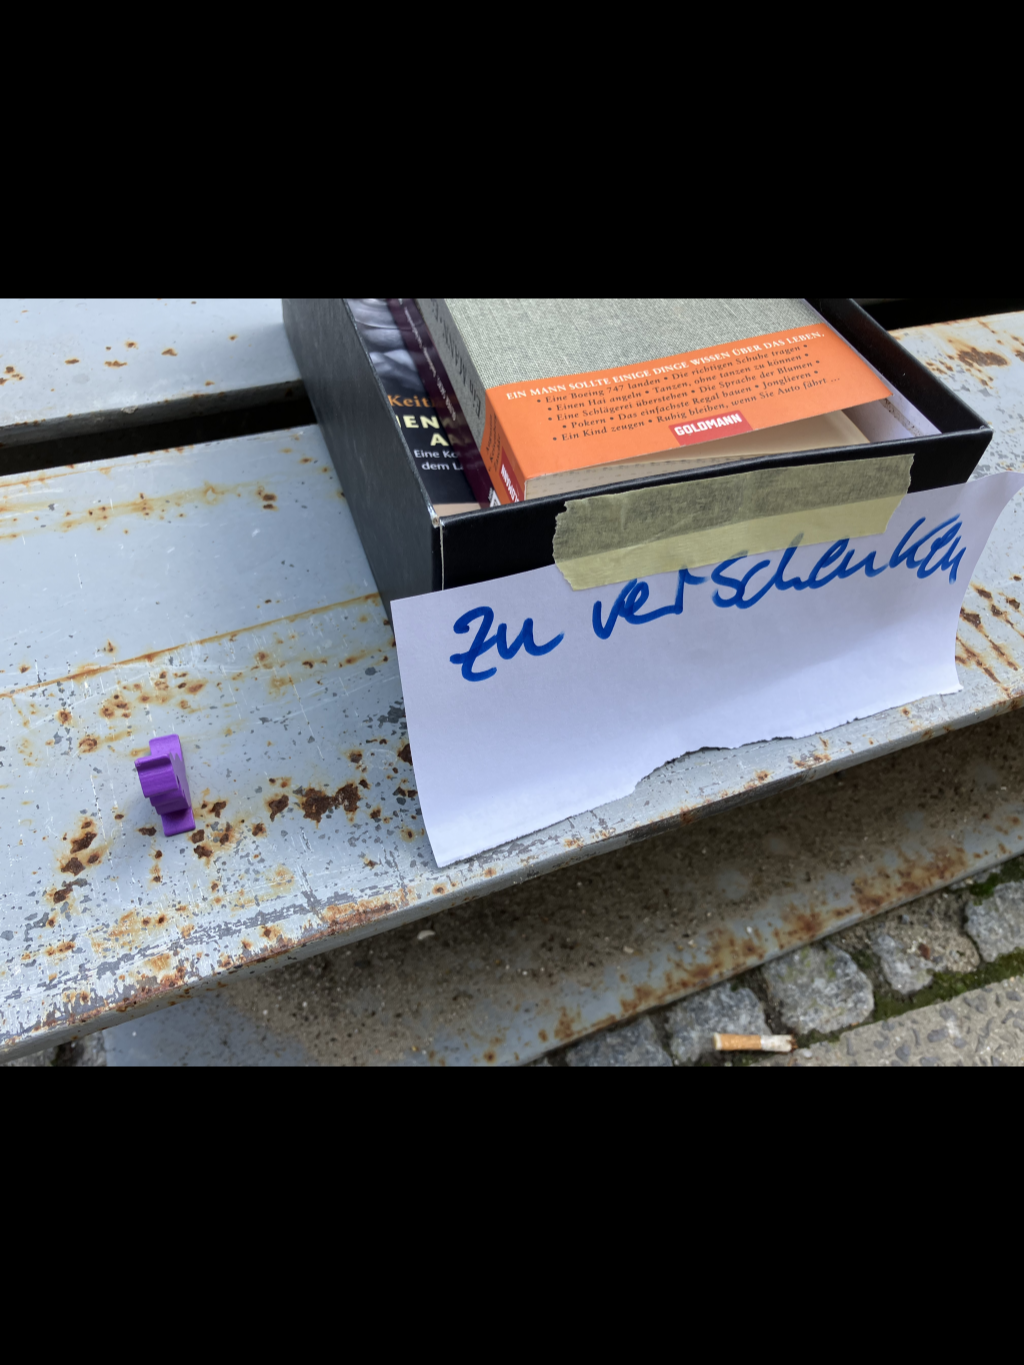 EIN MANN SOLLTE EINIGE DINGE WISSEN ÜBER DAS LEBEN.
• Eine Boeing 747 landen • Die richtigen Schuhe tragen •
• Einen Hai angeln • Tanzen, ohne tanzen zu können •
• Eine Schlägerei überstehen • Die Sprache der Blumen •
• Pokern • Das einfachste Regal bauen • Jonglieren •
• Ein Kind zeugen • Ruhig bleiben, wenn Sie Auto fährt ...
GOLDMANN
Keit
ENN
A
Eine Ko
dem L
Zu verschenken